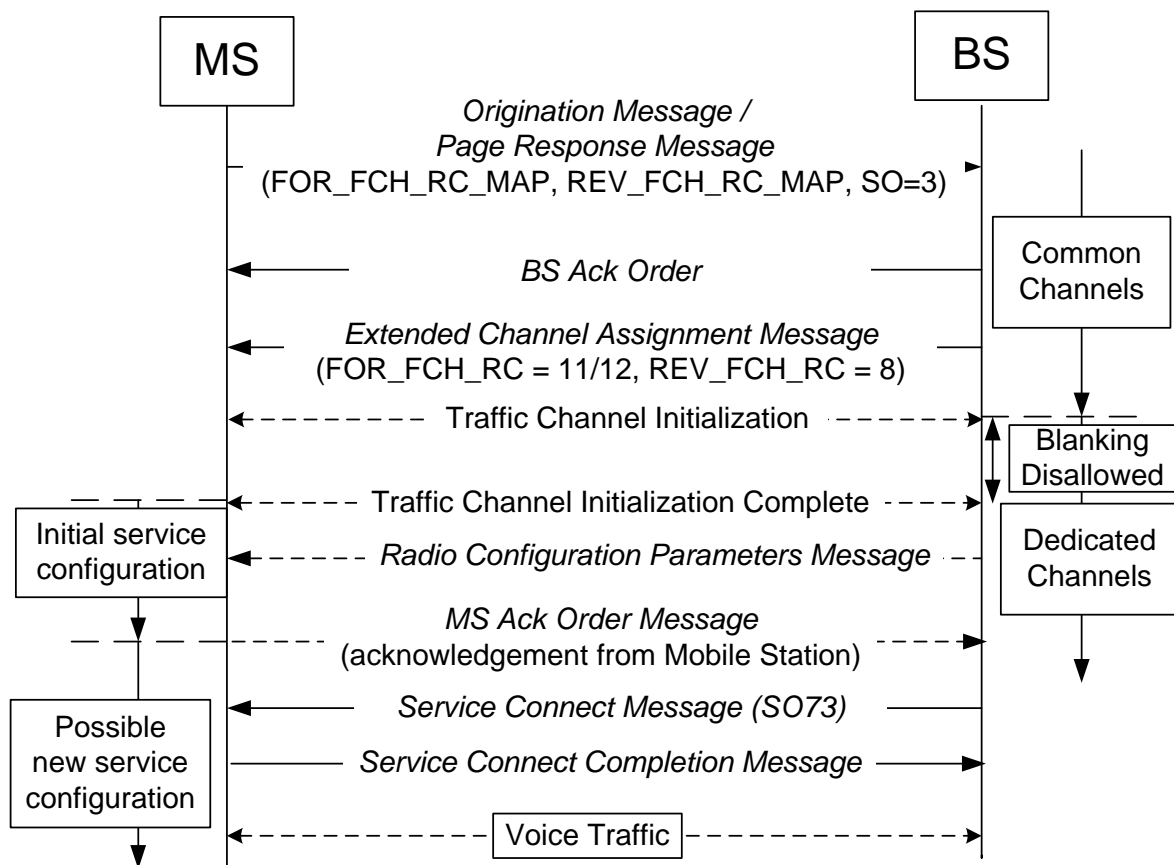 MS
BS
Origination Message /
Page Response Message
(FOR_FCH_RC_MAP, REV_FCH_RC_MAP, SO=3)
Common
Channels
BS Ack Order
Extended Channel Assignment Message
(FOR_FCH_RC = 11/12, REV_FCH_RC = 8)
Traffic Channel Initialization
Blanking
Disallowed
Traffic Channel Initialization Complete
Initial service
configuration
Radio Configuration Parameters Message
Dedicated
Channels
MS Ack Order Message
(acknowledgement from Mobile Station)
Service Connect Message (SO73)
Possible
new service
configuration
Service Connect Completion Message
Voice Traffic